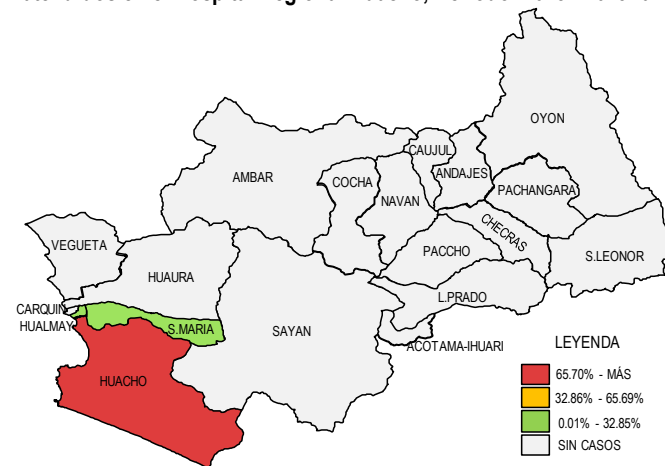 OYON
CAUJUL
ANDAJES
AMBAR
COCHA
NAVAN
PACHANGARA
CHECRAS
VEGUETA
PACCHO
S.LEONOR
HUAURA
L.PRADO
CARQUIN
HUALMAY
S.MARIA
SAYAN
ACOTAMA-IHUARI
HUACHO
LEYENDA
65.70% - MÁS
32.86% - 65.69%
0.01% - 32.85%
SIN CASOS